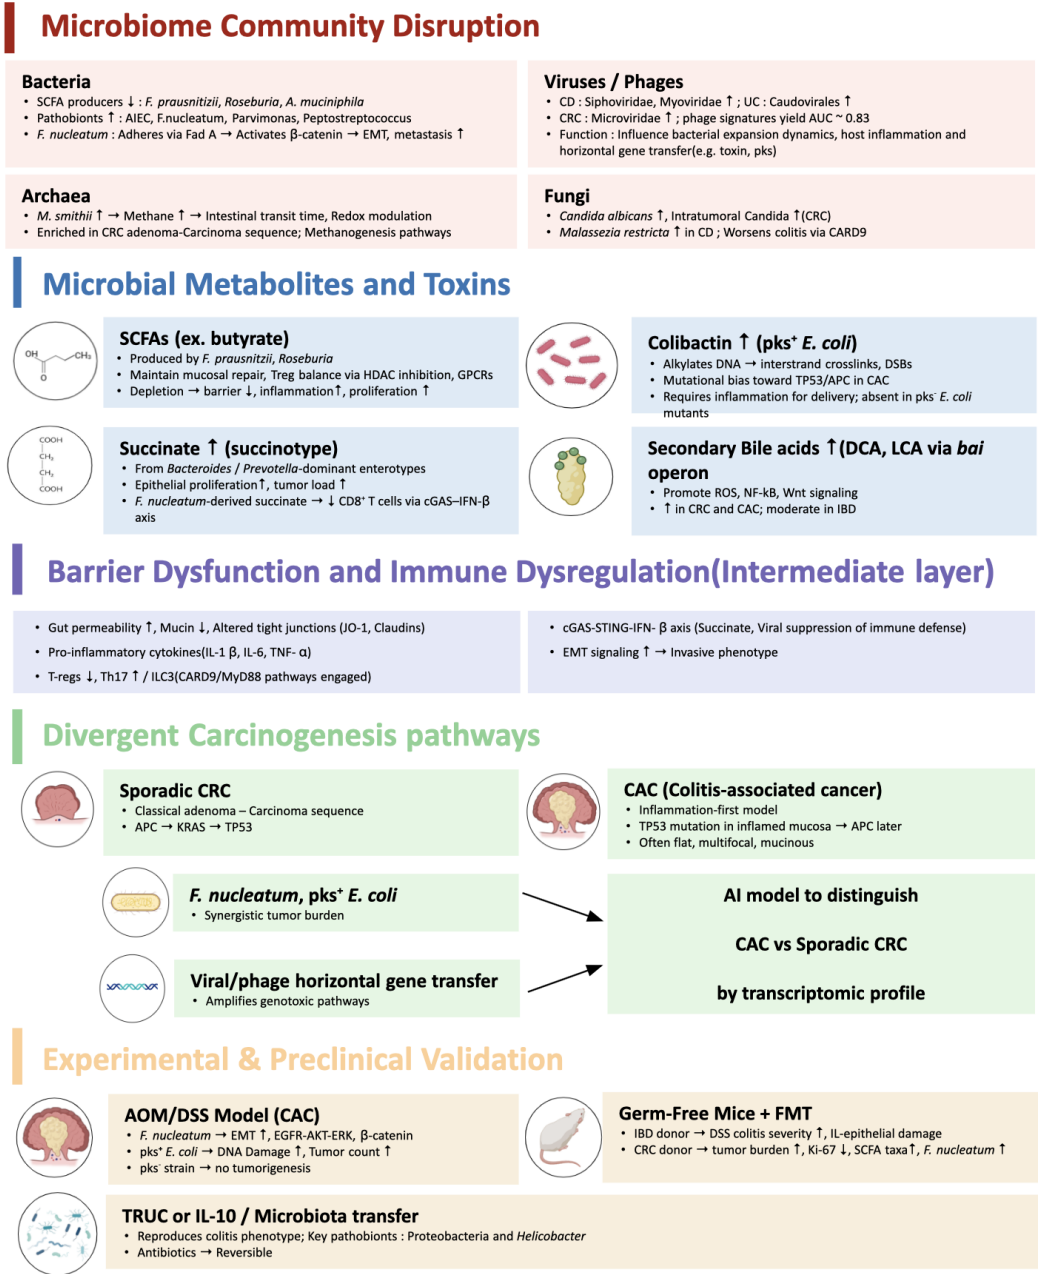 Microbiome Community Disruption
Bacteria
• SCFA producers ↓ : F. prausnitizii, Roseburia, A. muciniphila
• Pathobionts ↑ : AIEC, F.nucleatum, Parvimonas, Peptostreptococcus
• F. nucleatum : Adheres via Fad A → Activates β-catenin → EMT, metastasis ↑
Viruses / Phages
• CD : Siphoviridae, Myoviridae ↑ ; UC : Caudovirales ↑
• CRC : Microviridae ↑ ; phage signatures yield AUC ~ 0.83
• Function : Influence bacterial expansion dynamics, host inflammation and
horizontal gene transfer(e.g. toxin, pks)
Archaea
• M. smithii ↑ → Methane ↑ → Intestinal transit time, Redox modulation
• Enriched in CRC adenoma-Carcinoma sequence; Methanogenesis pathways
Fungi
• Candida albicans ↑, Intratumoral Candida ↑(CRC)
• Malassezia restricta ↑ in CD ; Worsens colitis via CARD9
Microbial Metabolites and Toxins
OH
CH₃
O
SCFAs (ex. butyrate)
• Produced by F. prausnitzii, Roseburia
• Maintain mucosal repair, Treg balance via HDAC inhibition, GPCRs
• Depletion → barrier ↓, inflammation↑, proliferation ↑
Colibactin ↑ (pks⁺ E. coli)
• Alkylates DNA → interstrand crosslinks, DSBs
• Mutational bias toward TP53/APC in CAC
• Requires inflammation for delivery; absent in pks⁻ E. coli
mutants
COOH
CH₂
CH₂
COOH
Succinate ↑ (succinotype)
• From Bacteroides / Prevotella-dominant enterotypes
• Epithelial proliferation↑, tumor load ↑
• F. nucleatum-derived succinate → ↓ CD8⁺ T cells via cGAS–IFN-β
axis
Secondary Bile acids ↑(DCA, LCA via bai
operon
• Promote ROS, NF-kB, Wnt signaling
• ↑ in CRC and CAC; moderate in IBD
Barrier Dysfunction and Immune Dysregulation(Intermediate layer)
• Gut permeability ↑, Mucin ↓, Altered tight junctions (JO-1, Claudins)
• Pro-inflammatory cytokines(IL-1 β, IL-6, TNF- α)
• T-regs ↓, Th17 ↑ / ILC3(CARD9/MyD88 pathways engaged)
• cGAS-STING-IFN- β axis (Succinate, Viral suppression of immune defense)
• EMT signaling ↑ → Invasive phenotype
Divergent Carcinogenesis pathways
Sporadic CRC
• Classical adenoma – Carcinoma sequence
• APC → KRAS → TP53
CAC (Colitis-associated cancer)
• Inflammation-first model
• TP53 mutation in inflamed mucosa → APC later
• Often flat, multifocal, mucinous
F. nucleatum, pks⁺ E. coli
• Synergistic tumor burden
Viral/phage horizontal gene transfer
• Amplifies genotoxic pathways
AI model to distinguish
CAC vs Sporadic CRC
by transcriptomic profile
Experimental & Preclinical Validation
AOM/DSS Model (CAC)
• F. nucleatum → EMT ↑, EGFR-AKT-ERK, β-catenin
• pks⁺ E. coli → DNA Damage ↑, Tumor count ↑
• pks⁻ strain → no tumorigenesis
Germ-Free Mice + FMT
• IBD donor → DSS colitis severity ↑, IL-epithelial damage
• CRC donor → tumor burden ↑, Ki-67 ↓, SCFA taxa↑, F. nucleatum ↑
TRUC or IL-10 / Microbiota transfer
• Reproduces colitis phenotype; Key pathobionts : Proteobacteria and Helicobacter
• Antibiotics → Reversible